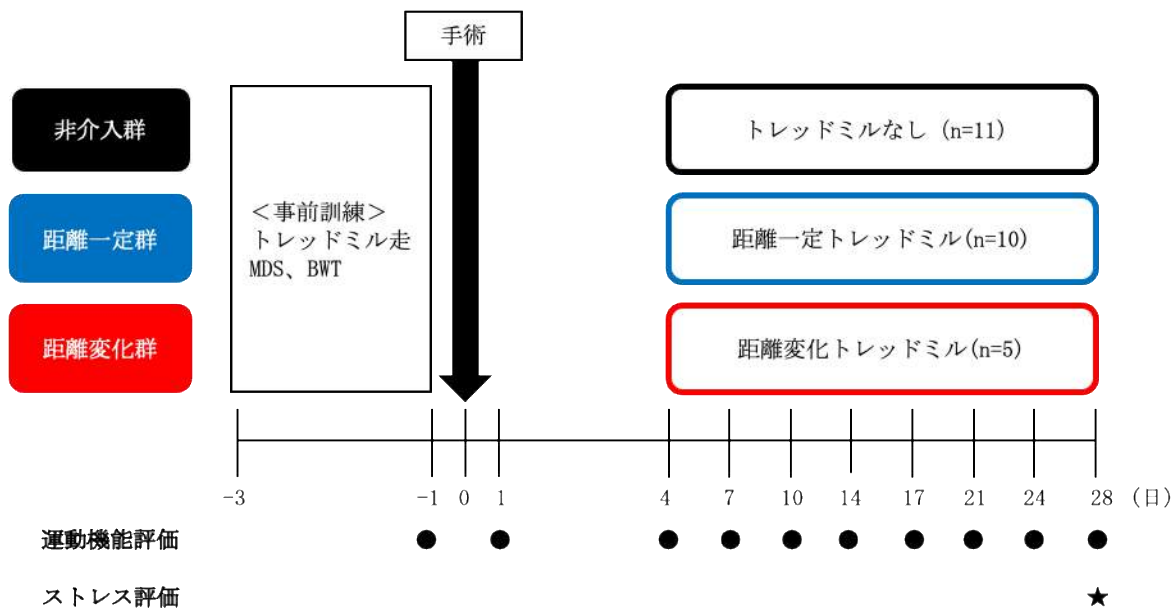 手術
非介入群
トレッドミルなし (n=11)
距離一定群
＜事前訓練＞
トレッドミル走
MDS、BWT
距離一定トレッドミル(n=10)
距離変化群
距離変化トレッドミル(n=5)
-3 -1 0 1 4 7 10 14 17 21 24 28 (日)
運動機能評価 ● ● ● ● ● ● ● ● ● ●
ストレス評価 ★